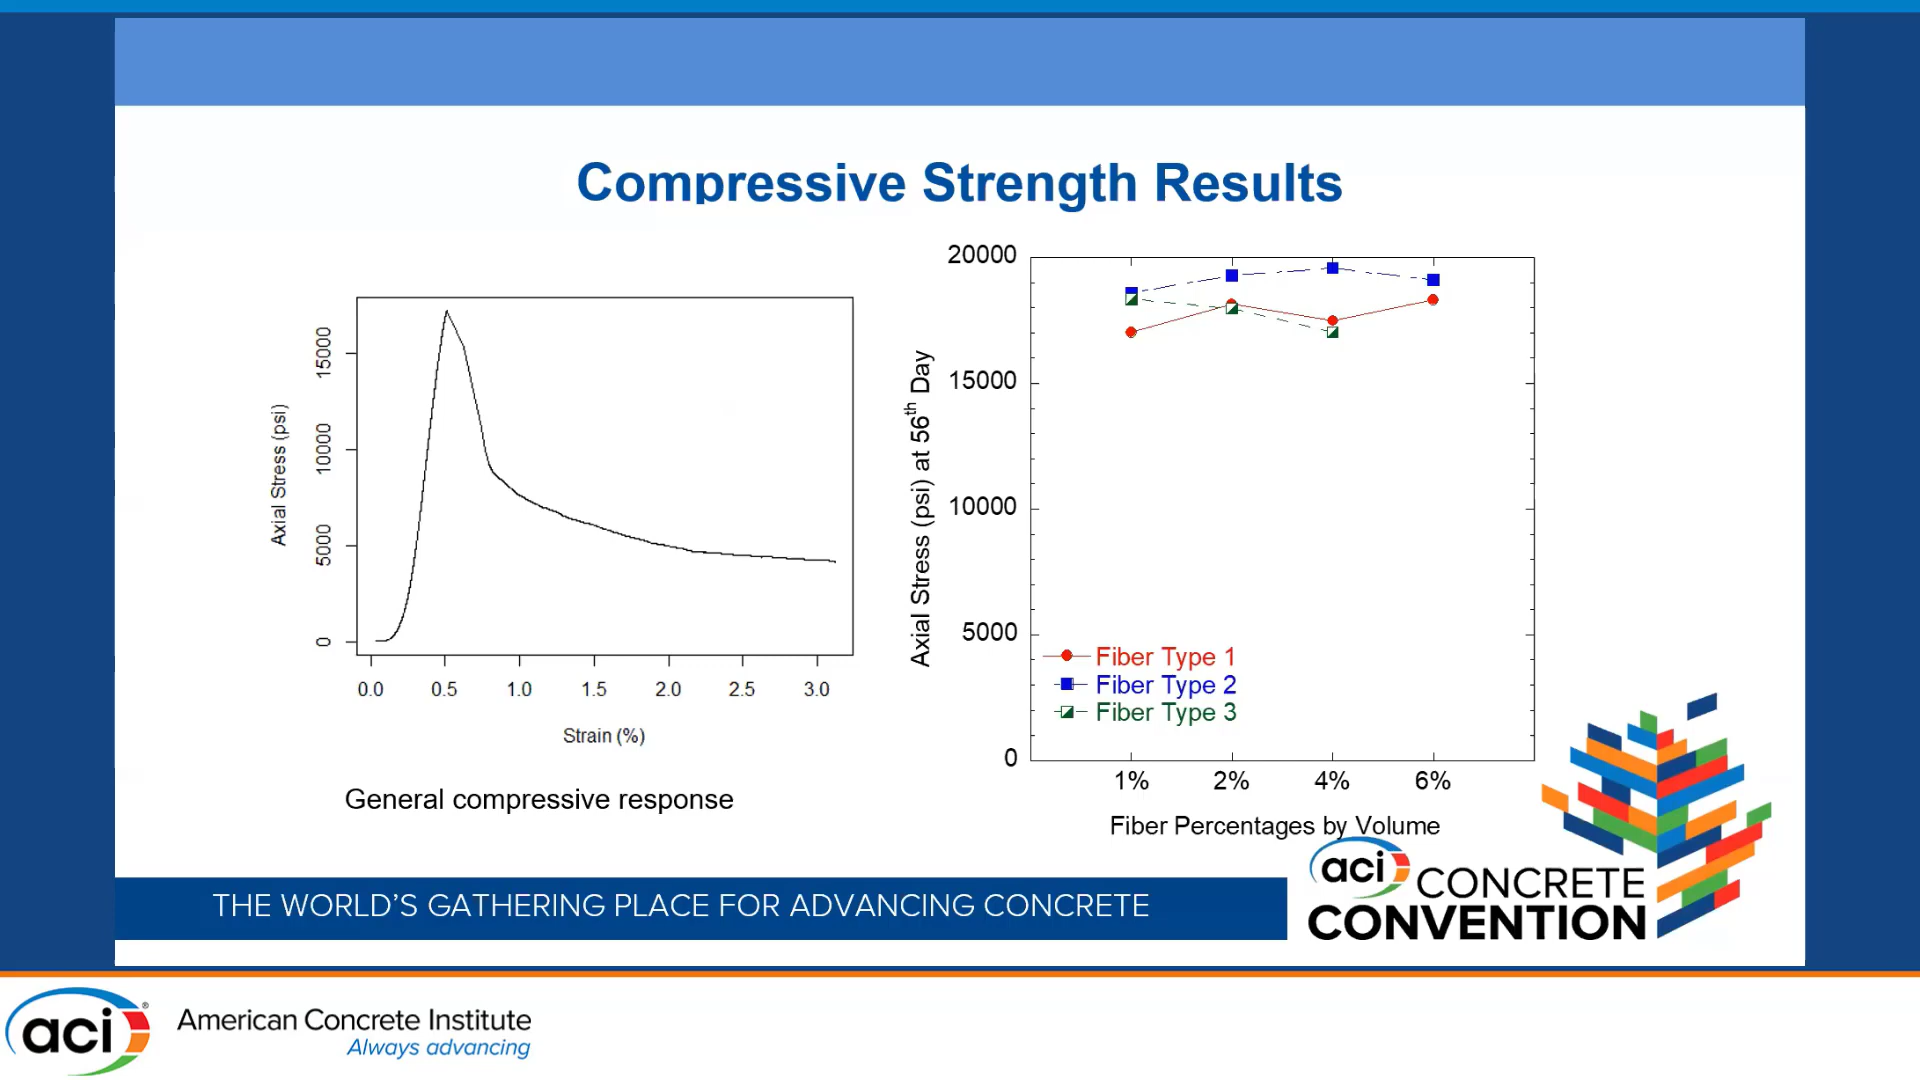 Compressive Strength Results
Axial Stress (psi)
15000
10000
5000
0
0.0 0.5 1.0 1.5 2.0 2.5 3.0
Strain (%)
General compressive response
Axial Stress (psi) at 56th Day
20000
15000
10000
5000
0
Fiber Type 1
Fiber Type 2
Fiber Type 3
1% 2% 4% 6%
Fiber Percentages by Volume
THE WORLD'S GATHERING PLACE FOR ADVANCING CONCRETE
aci CONCRETE
CONVENTION
aci®
American Concrete Institute
Always advancing